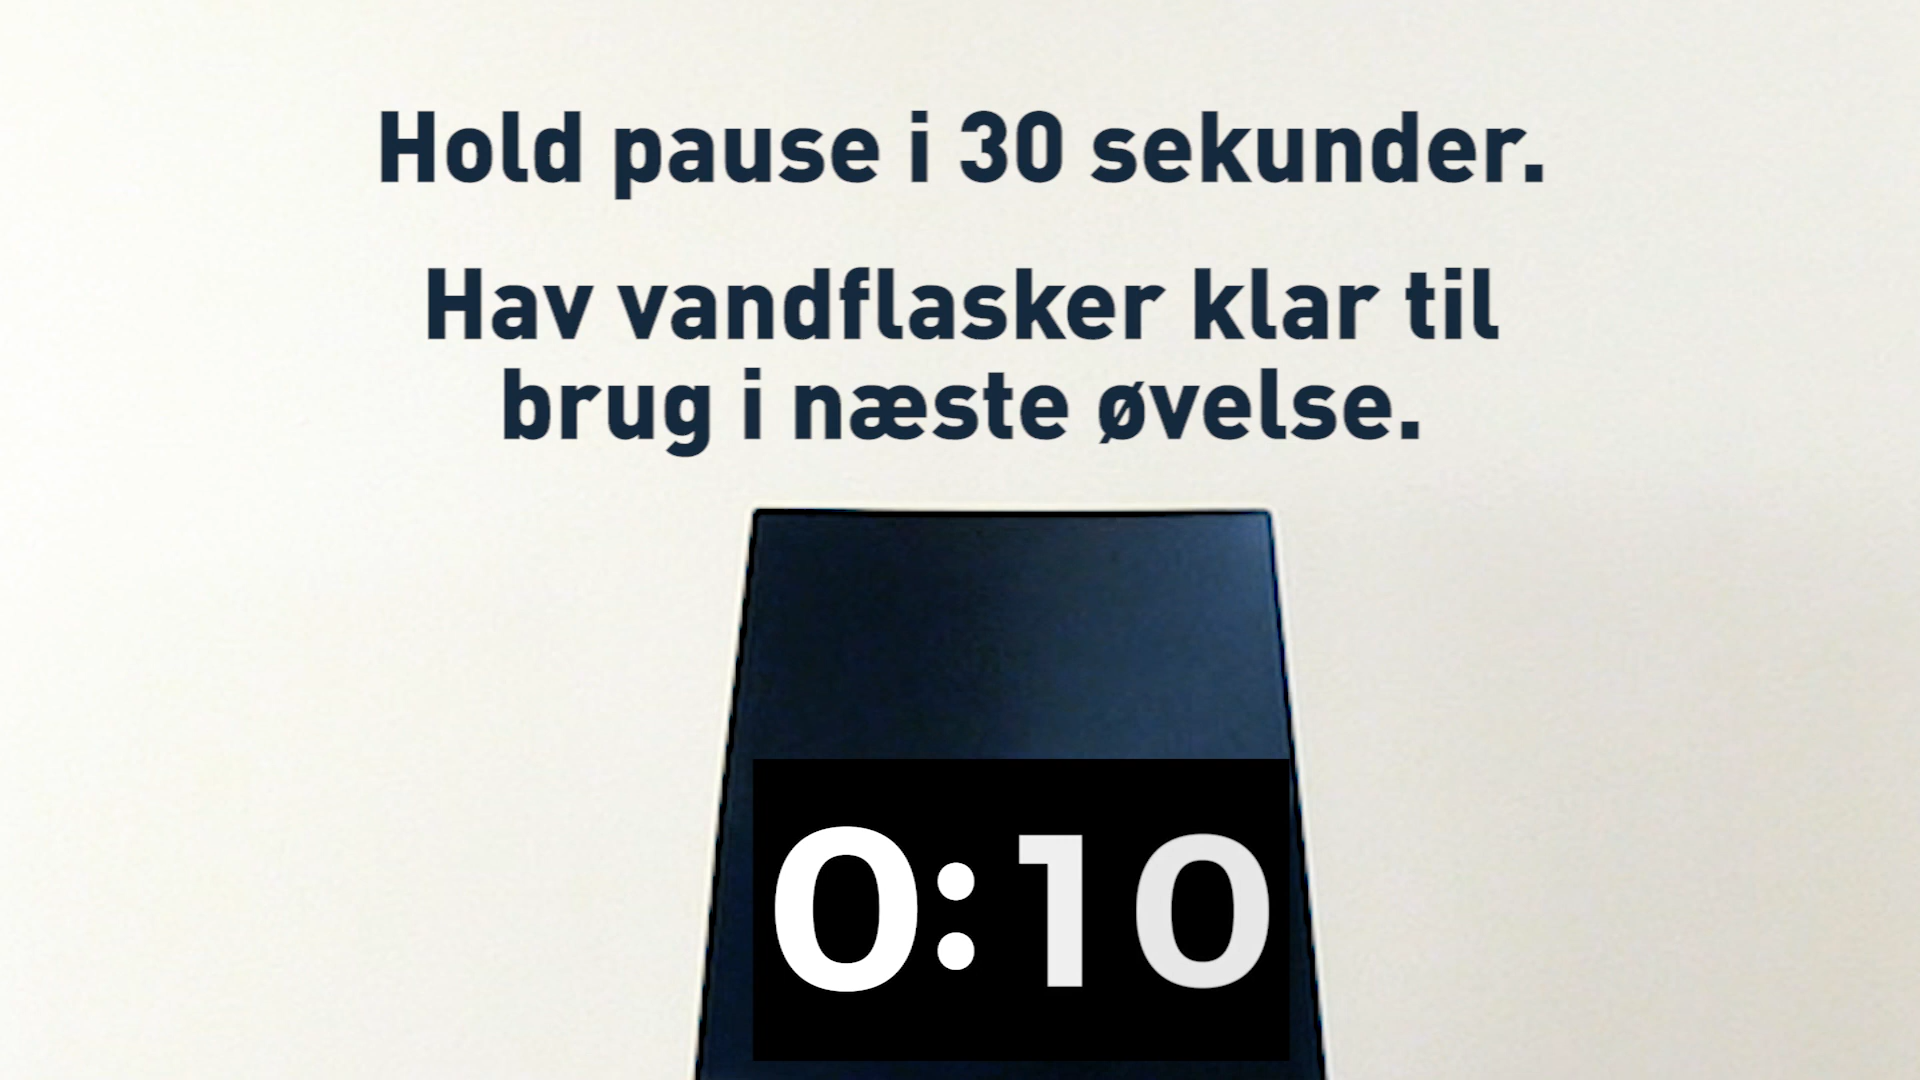 Hold pause i 30 sekunder.
Hav vandflasker klar til
brug i næste øvelse.
0:10